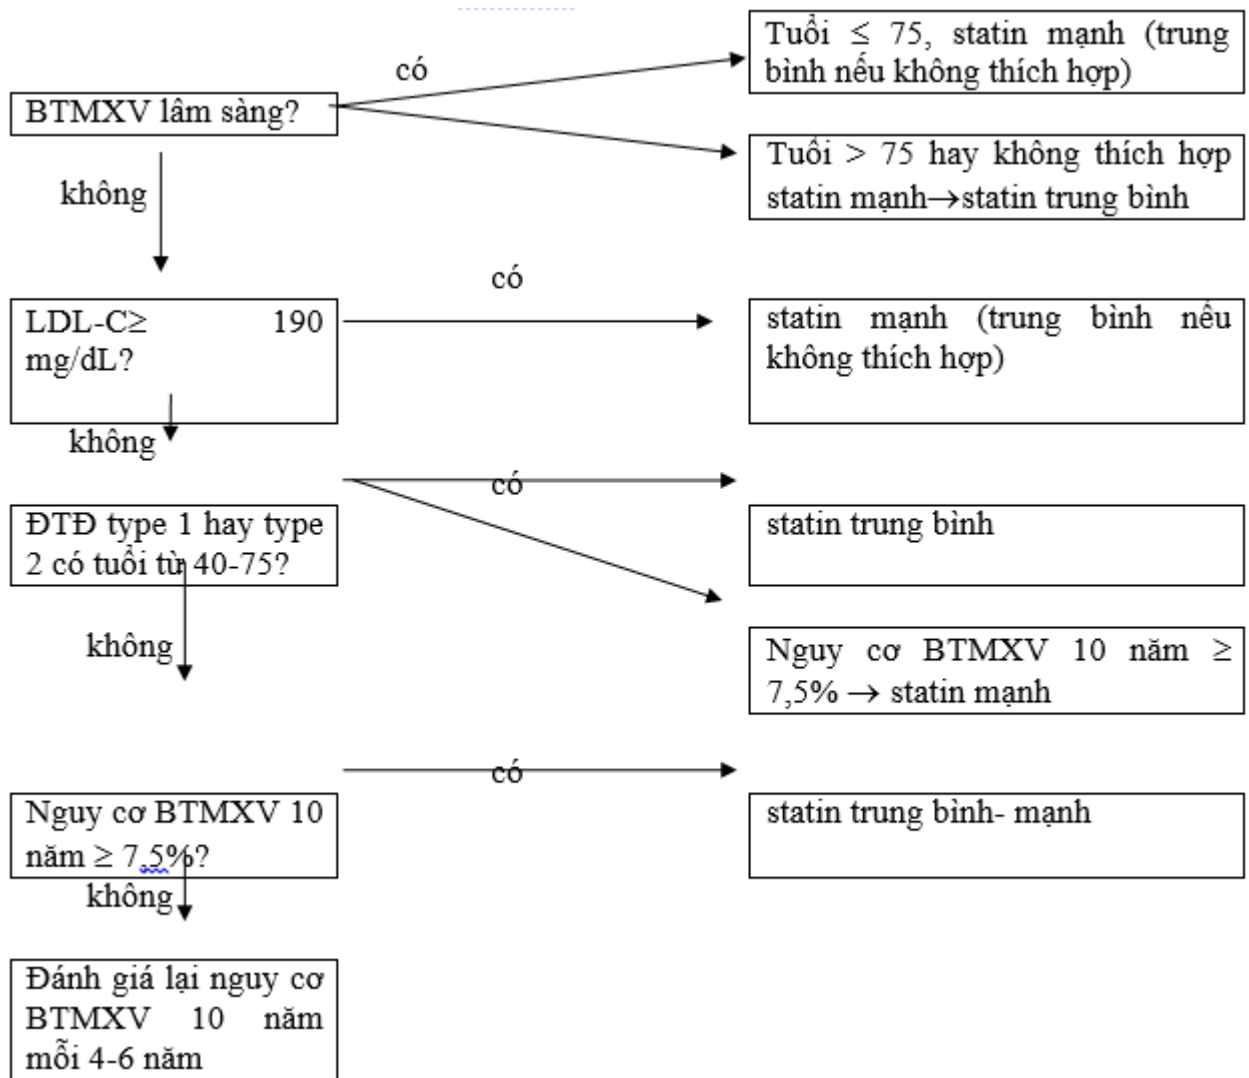 có
Tuổi ≤ 75, statin mạnh (trung
bình nếu không thích hợp)
BTMXV lâm sàng?
Tuổi > 75 hay không thích hợp
statin mạnh→statin trung bình
không
có
LDL-C≥ 190
mg/dL?
statin mạnh (trung bình nếu
không thích hợp)
không
có
ĐTĐ type 1 hay type
2 có tuổi từ 40-75?
statin trung bình
không
Nguy cơ BTMXV 10 năm ≥
7,5% → statin mạnh
có
Nguy cơ BTMXV 10
năm ≥ 7,5%?
statin trung bình- mạnh
không
Đánh giá lại nguy cơ
BTMXV 10 năm
mỗi 4-6 năm